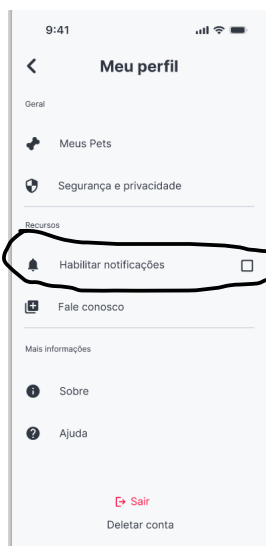 9:41
Meu perfil
Geral
Meus Pets
Segurança e privacidade
Recursos
Habilitar notificações
Fale conosco
Mais informações
Sobre
Ajuda
Sair
Deletar conta